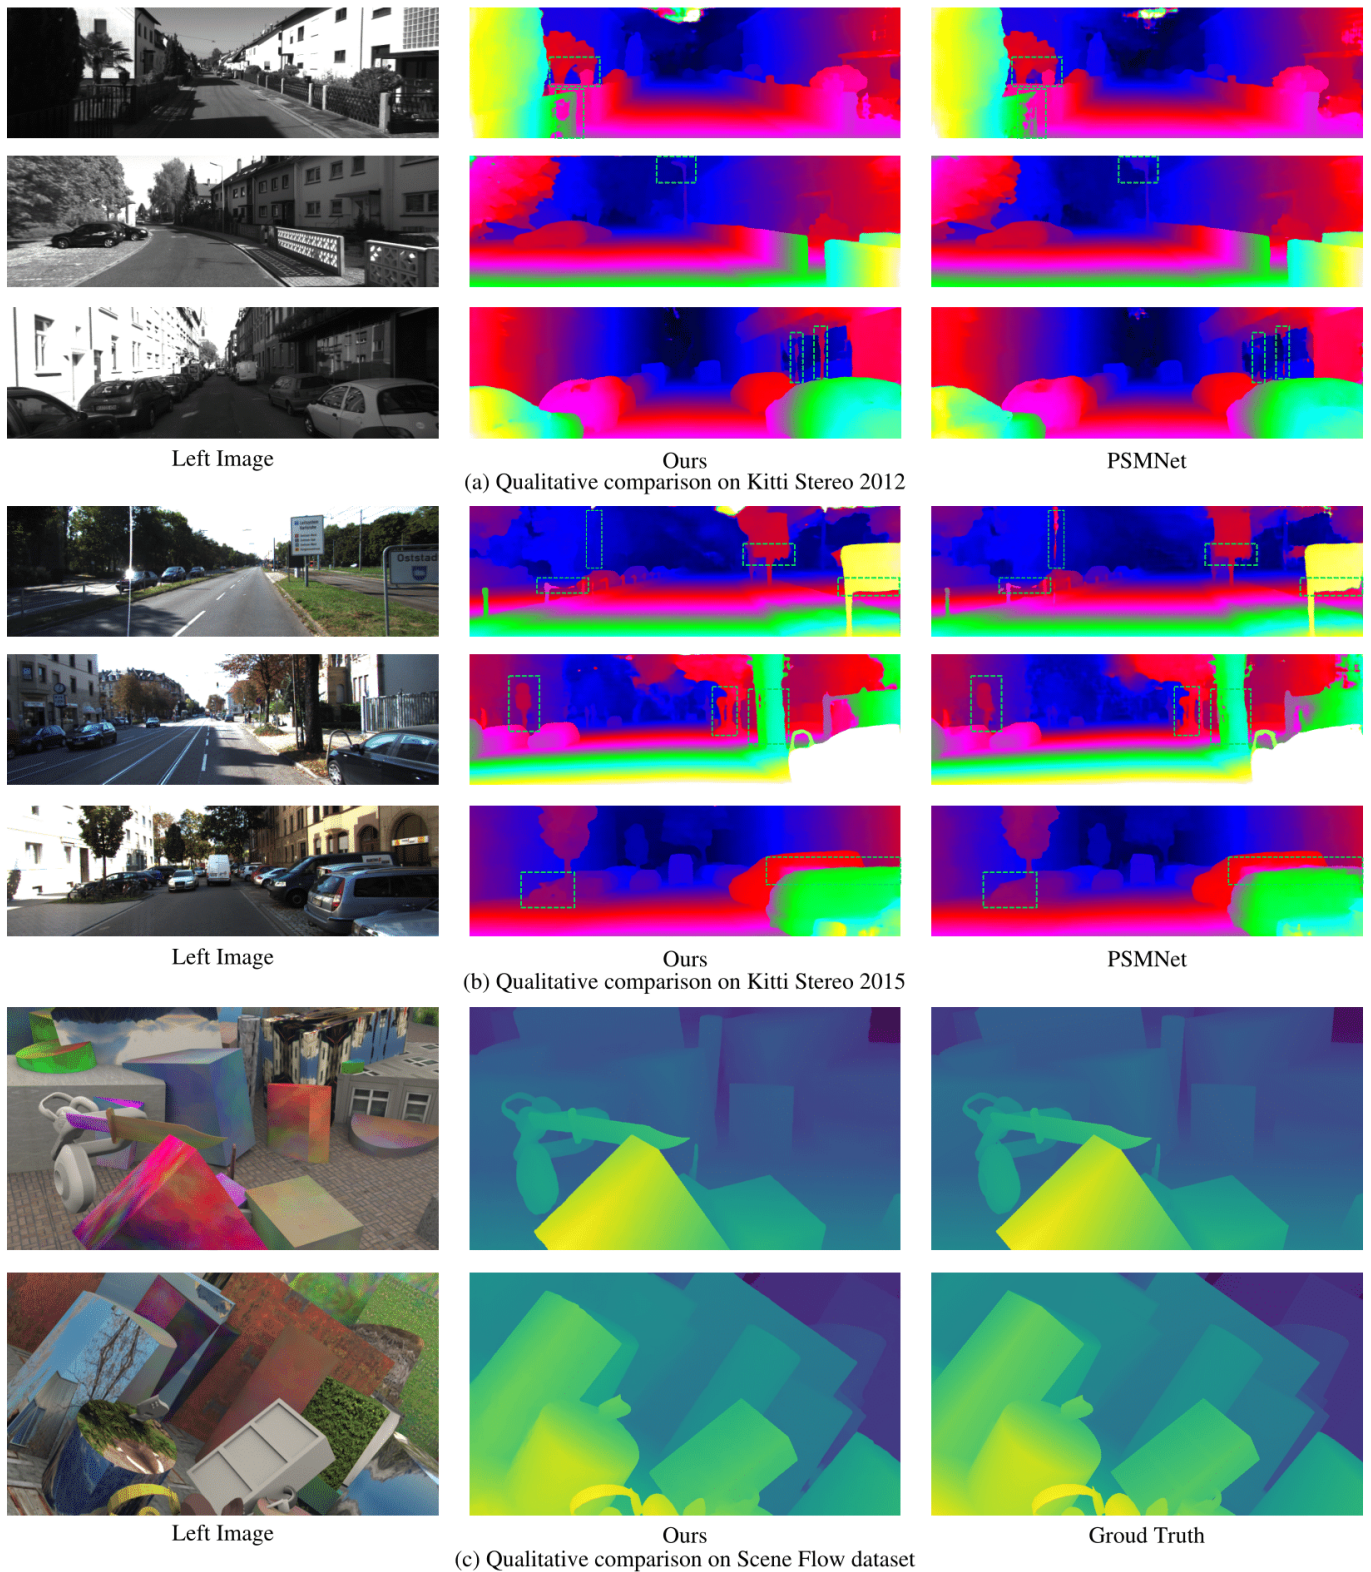 Left Image
Ours
PSMNet
(a) Qualitative comparison on Kitti Stereo 2012
Oststad
Left Image
Ours
PSMNet
(b) Qualitative comparison on Kitti Stereo 2015
Left Image
Ours
Groud Truth
(c) Qualitative comparison on Scene Flow dataset